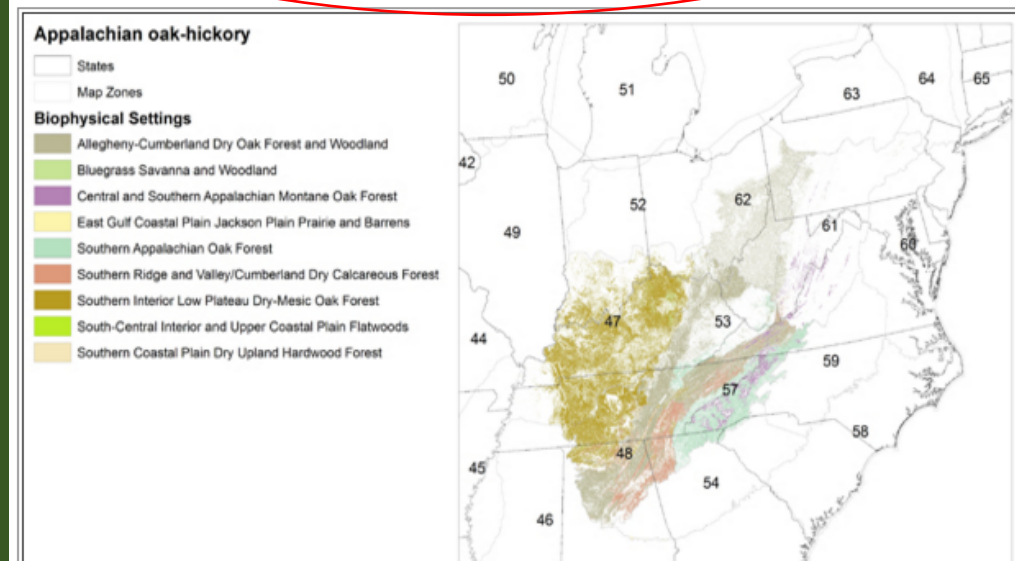 Appalachian oak-hickory
States
Map Zones
Biophysical Settings
Allegheny-Cumberland Dry Oak Forest and Woodland
Bluegrass Savanna and Woodland
Central and Southern Appalachian Montane Oak Forest
East Gulf Coastal Plain Jackson Plain Prairie and Barrens
Southern Appalachian Oak Forest
Southern Ridge and Valley/Cumberland Dry Calcareous Forest
Southern Interior Low Plateau Dry-Mesic Oak Forest
South-Central Interior and Upper Coastal Plain Flatwoods
Southern Coastal Plain Dry Upland Hardwood Forest
50
51
63
64
65
42
52
62
49
61
60
47
53
44
59
57
58
48
45
54
46